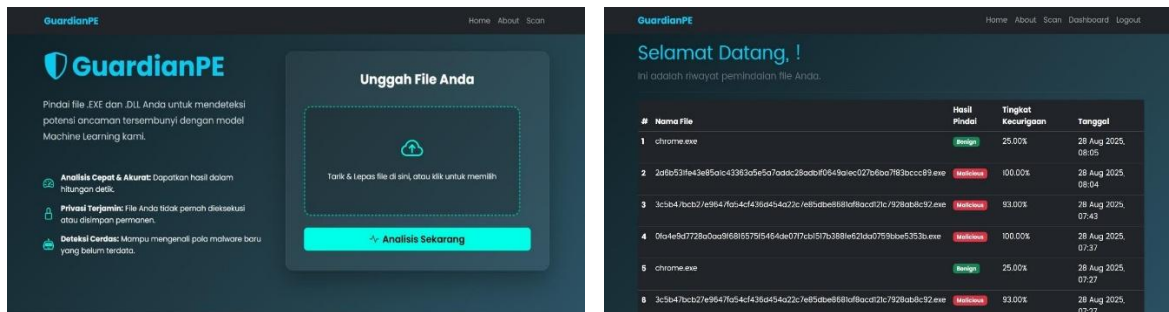 GuardianPE
Home About Scan
GuardianPE
Pindai file .EXE dan .DLL Anda untuk mendeteksi
potensi ancaman tersembunyi dengan model
Machine Learning kami.
Analisis Cepat & Akurat: Dapatkan hasil dalam
hitungan detik.
Privasi Terjamin: File Anda tidak pernah dieksekusi
atau disimpan permanen.
Deteksi Cerdas: Mampu mengenali pola malware baru
yang belum terdata.
Unggah File Anda
Tarik & Lepas file di sini, atau klik untuk memilih
Analisis Sekarang
GuardianPE
Home About Scan Dashboard Logout
Selamat Datang, !
Ini adalah riwayat pemindaian file Anda.
# Nama File Hasil Pindai Tingkat Kecurigaan Tanggal
1 chrome.exe Benign 25.00% 28 Aug 2025, 08:05
2 Malicious 100.00% 28 Aug 2025, 08:04
3 Malicious 93.00% 28 Aug 2025, 07:43
4 Malicious 100.00% 28 Aug 2025, 07:37
5 chrome.exe Benign 25.00% 28 Aug 2025, 07:27
6 Malicious 93.00% 28 Aug 2025,